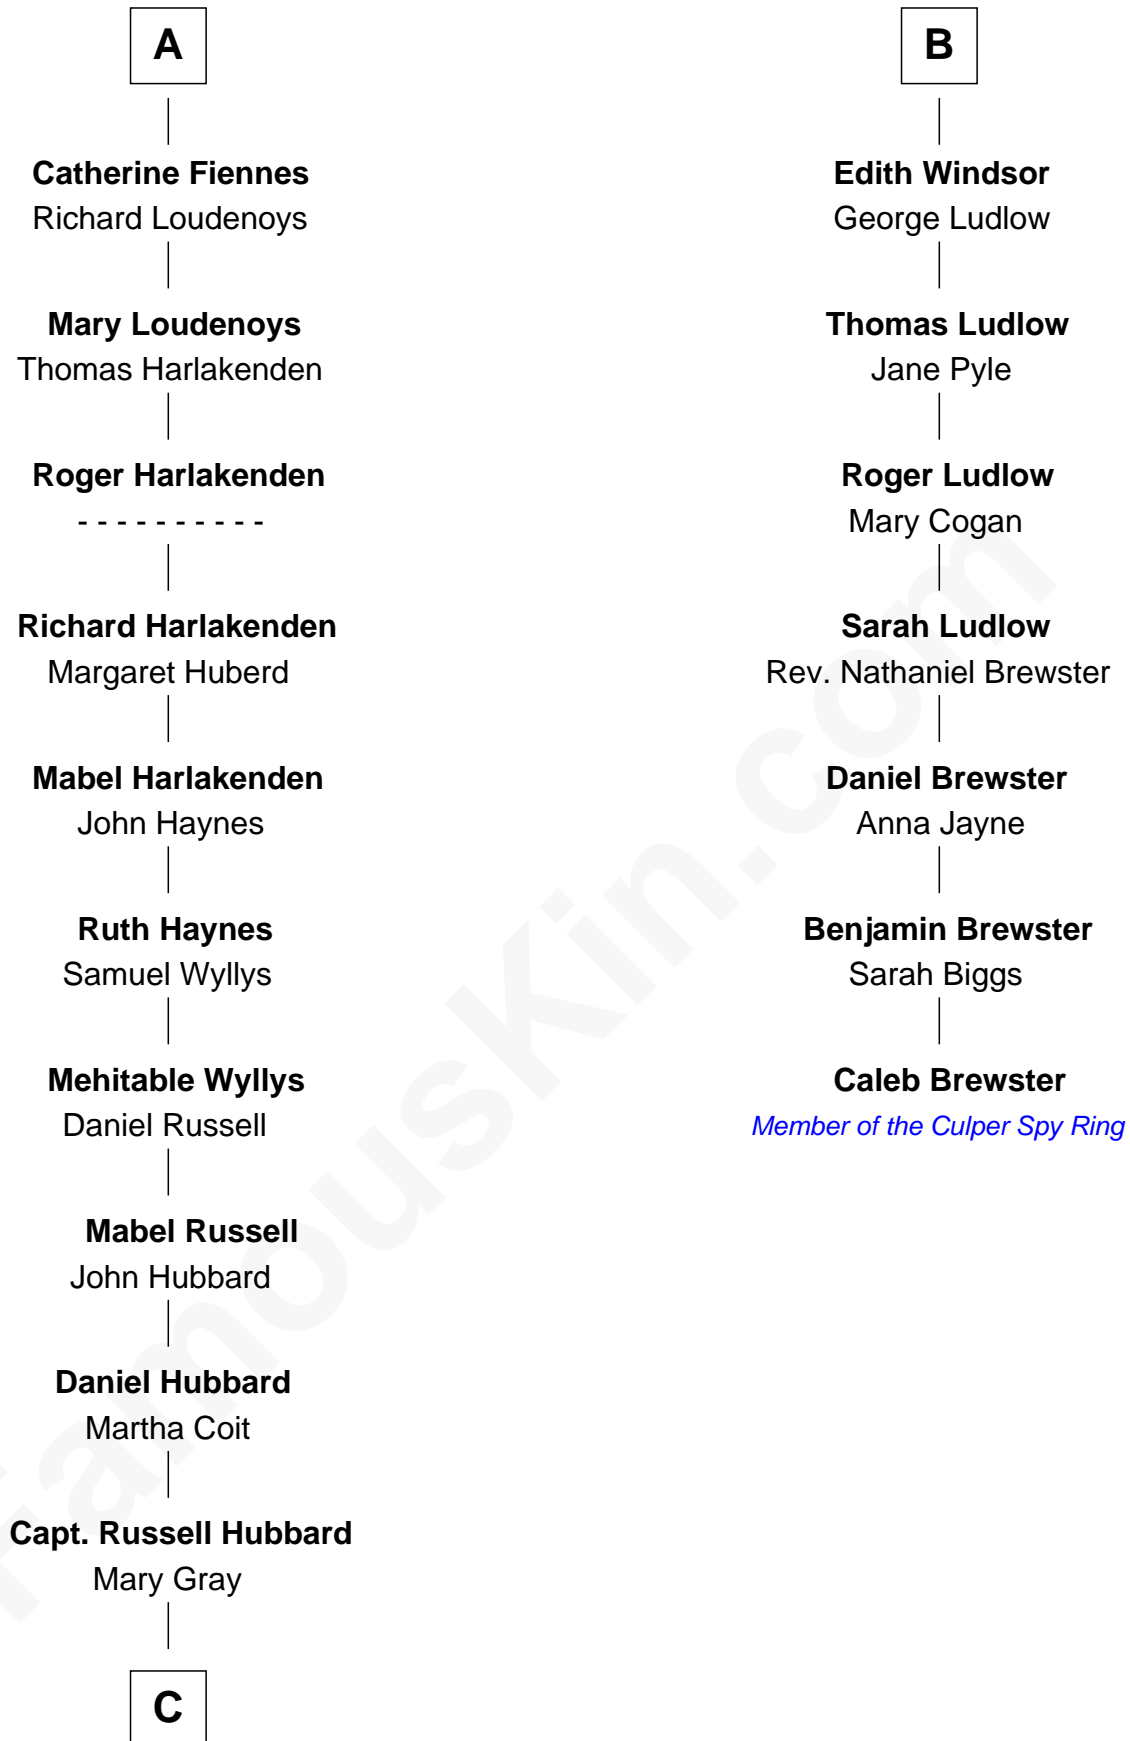 A
Catherine Fiennes
Richard Loudenoys
Mary Loudenoys
Thomas Harlakenden
Roger Harlakenden
- - - - - - - - - -
Richard Harlakenden
Margaret Huberd
Mabel Harlakenden
John Haynes
Ruth Haynes
Samuel Wyllys
Mehitable Wyllys
Daniel Russell
Mabel Russell
John Hubbard
Daniel Hubbard
Martha Coit
Capt. Russell Hubbard
Mary Gray
C
B
Edith Windsor
George Ludlow
Thomas Ludlow
Jane Pyle
Roger Ludlow
Mary Cogan
Sarah Ludlow
Rev. Nathaniel Brewster
Daniel Brewster
Anna Jayne
Benjamin Brewster
Sarah Biggs
Caleb Brewster
Member of the Culper Spy Ring
FamousKin.com